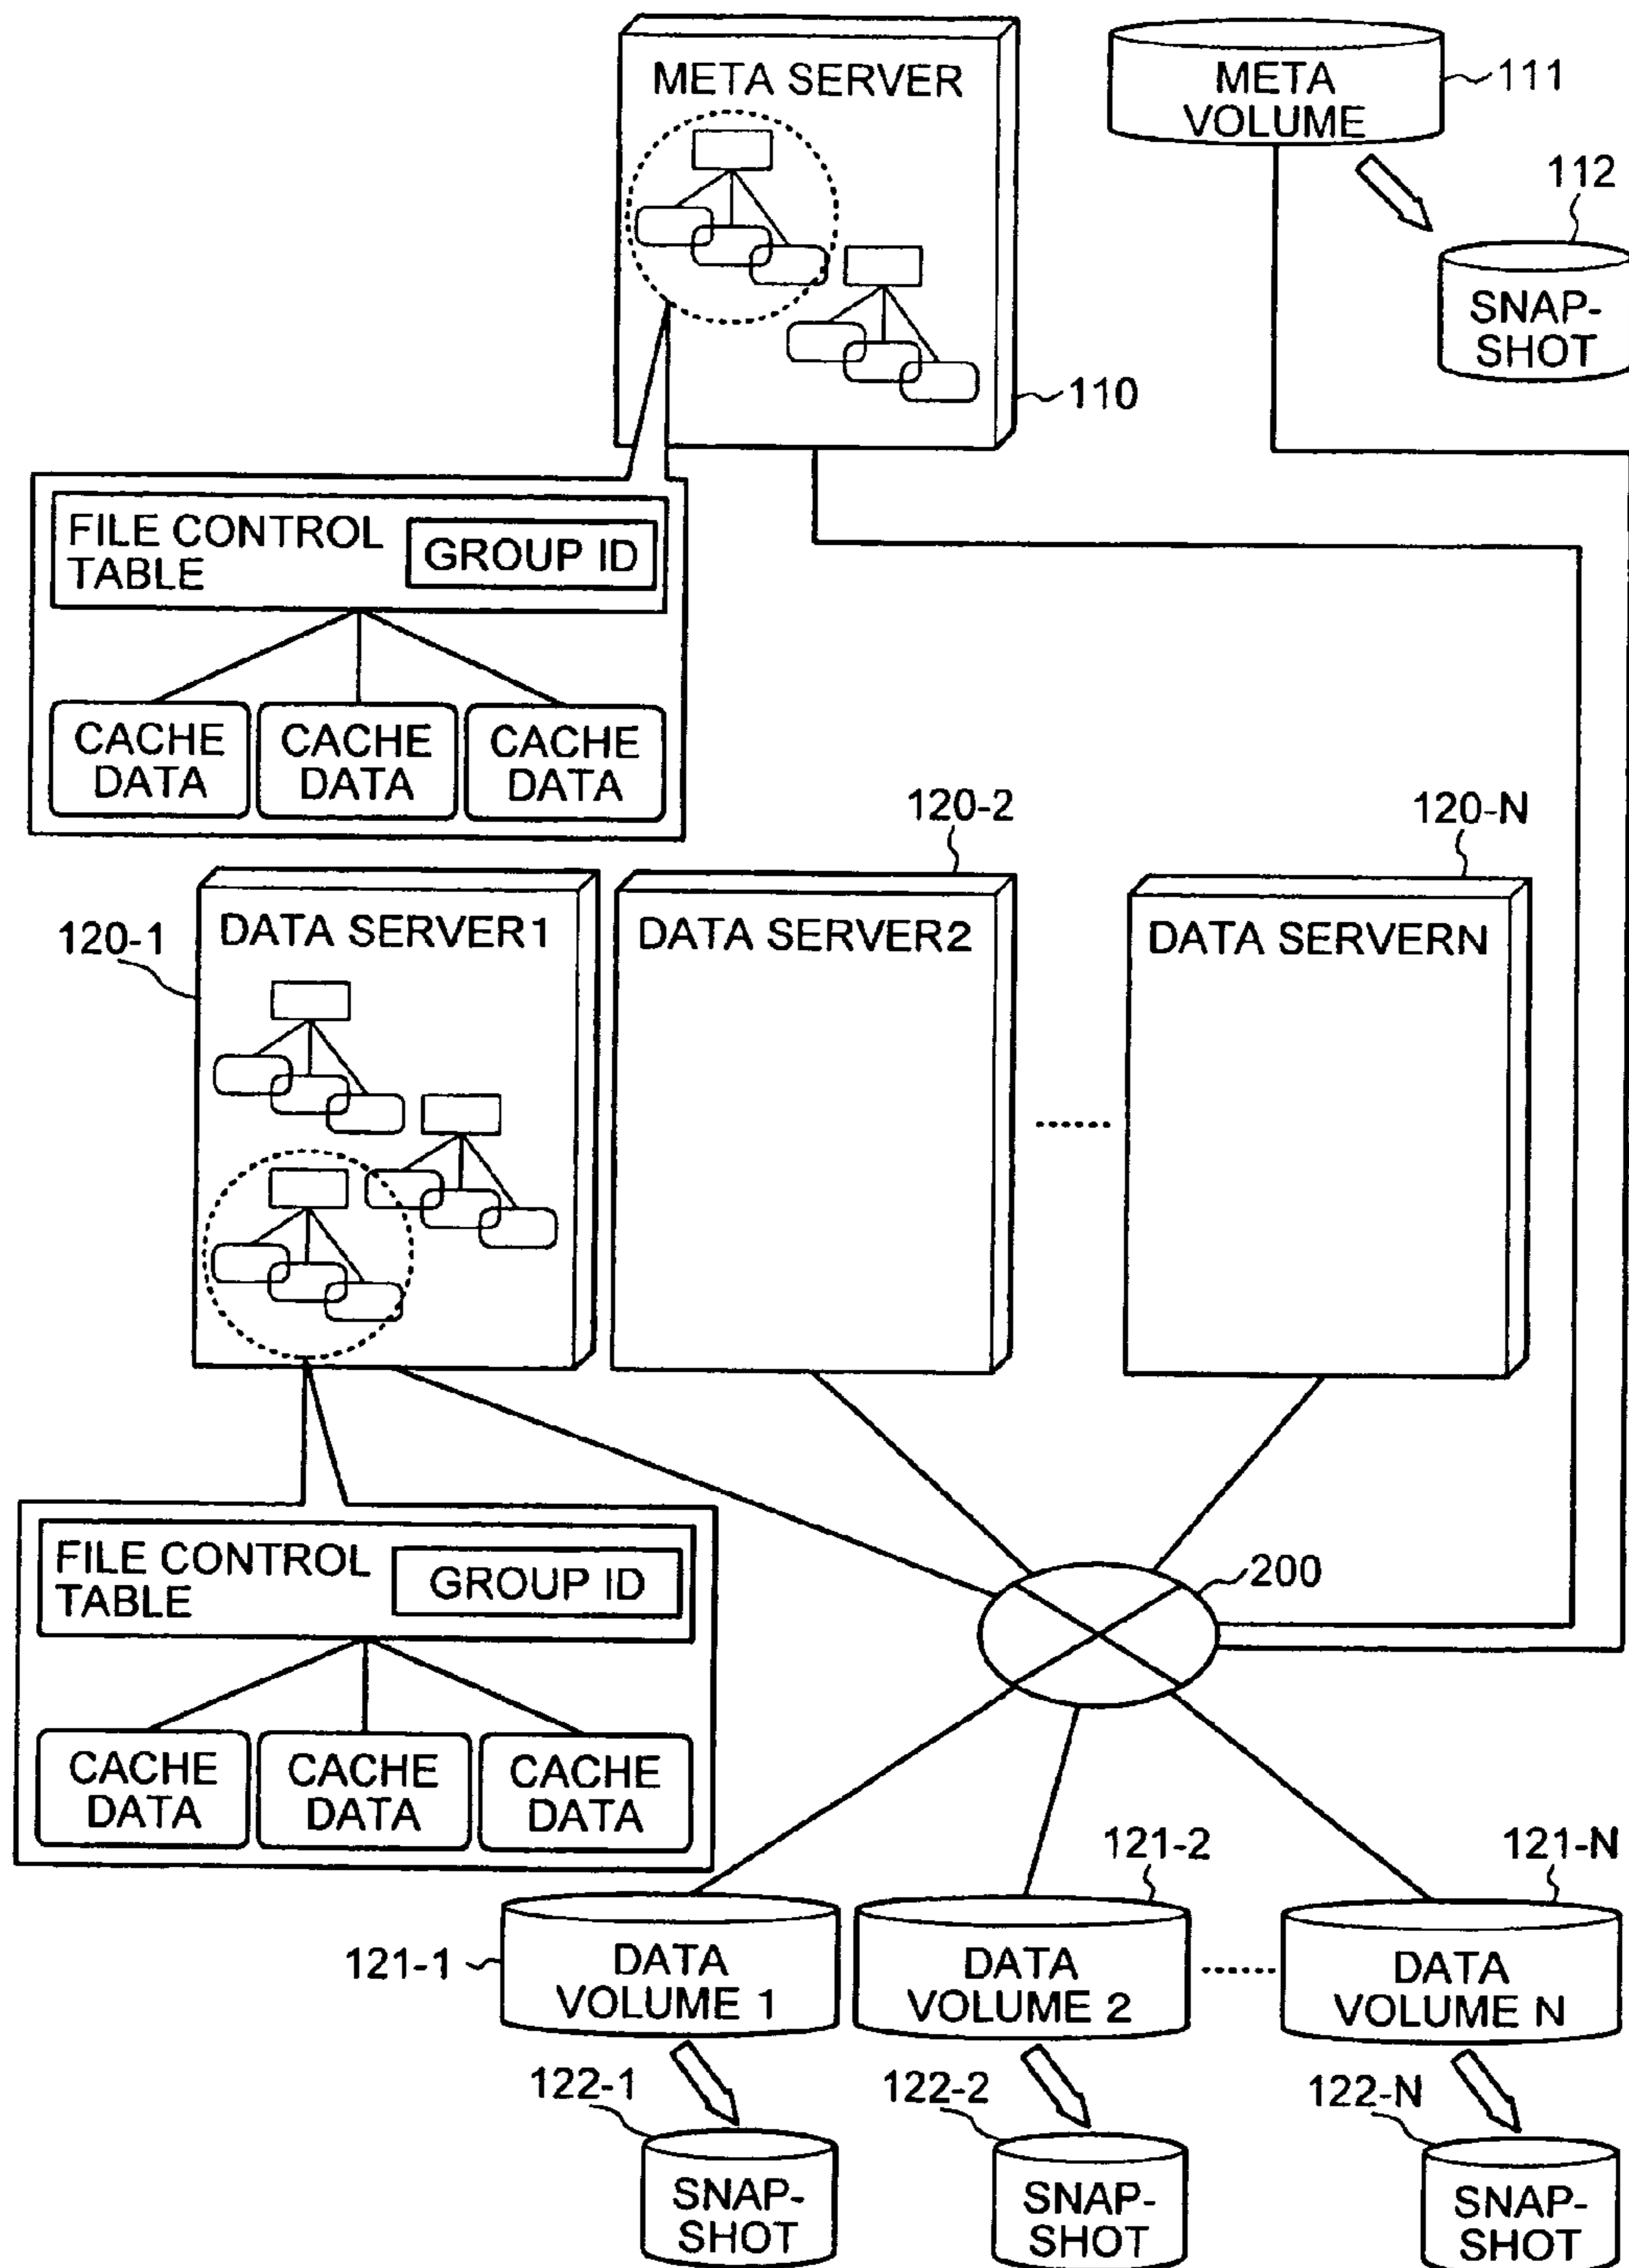 META SERVER
META
VOLUME
111
112
SNAP-
SHOT
110
FILE CONTROL
TABLE
GROUP ID
CACHE
DATA
CACHE
DATA
CACHE
DATA
120-2
120-N
120-1
DATA SERVER1
DATA SERVER2
DATA SERVERN
200
FILE CONTROL
TABLE
GROUP ID
CACHE
DATA
CACHE
DATA
CACHE
DATA
121-2
121-N
121-1
DATA
VOLUME 1
DATA
VOLUME 2
DATA
VOLUME N
122-1
122-2
122-N
SNAP-
SHOT
SNAP-
SHOT
SNAP-
SHOT